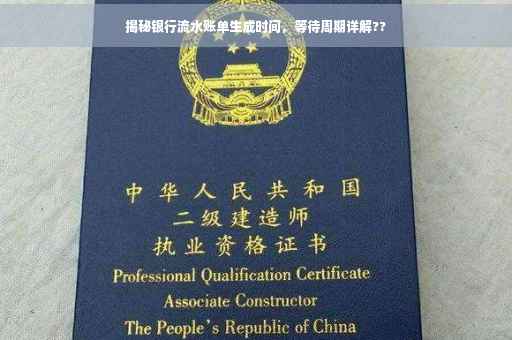 揭秘银行流水账单生成时间，等待周期详解??
中华人民共和国
二级建造师
执业资格证书
Professional Qualification Certificate
Associate Constructor
The People's Republic of China